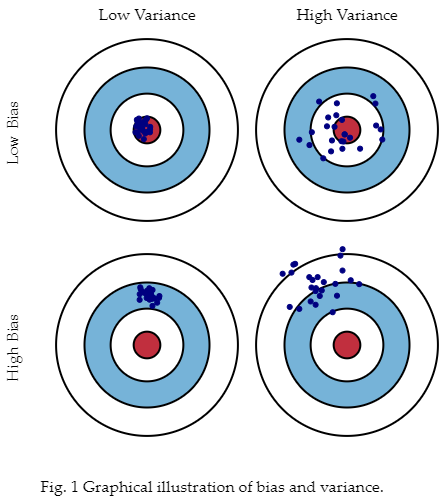 Low Variance
High Variance
Low Bias
High Bias
Fig. 1 Graphical illustration of bias and variance.